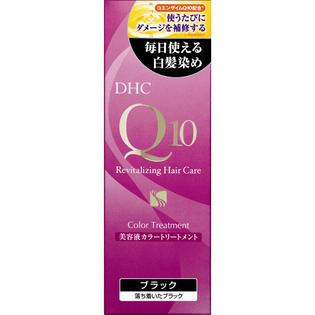 コエンザイムQ10配合*
使うたびに
ダメージを補修する
毎日使える
白髪染め
DHC
Q10
Revitalizing Hair Care
Color Treatment
美容液カラートリートメント
ブラック
落ち着いたブラック